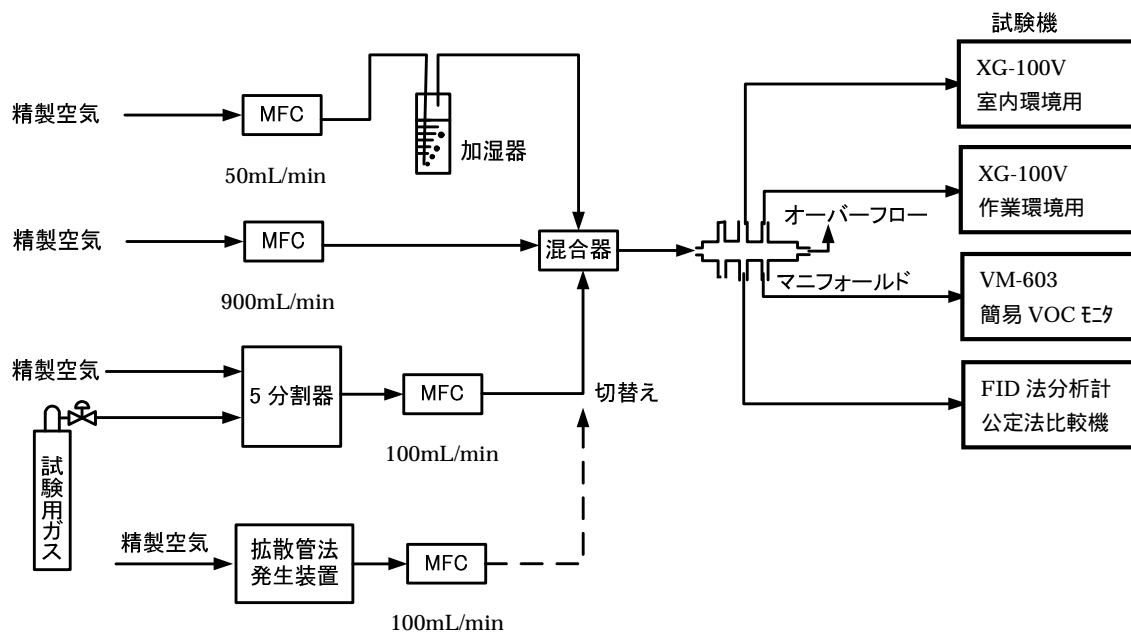 試験機
XG-100V
室内環境用
精製空気
MFC
加湿器
50mL/min
XG-100V
作業環境用
オーバーフロー
精製空気
MFC
混合器
900mL/min
マニフォールド
VM-603
簡易 VOC モニタ
精製空気
5 分割器
MFC
切替え
100mL/min
FID 法分析計
公定法比較機
試験用ガス
精製空気
拡散管法
発生装置
MFC
100mL/min